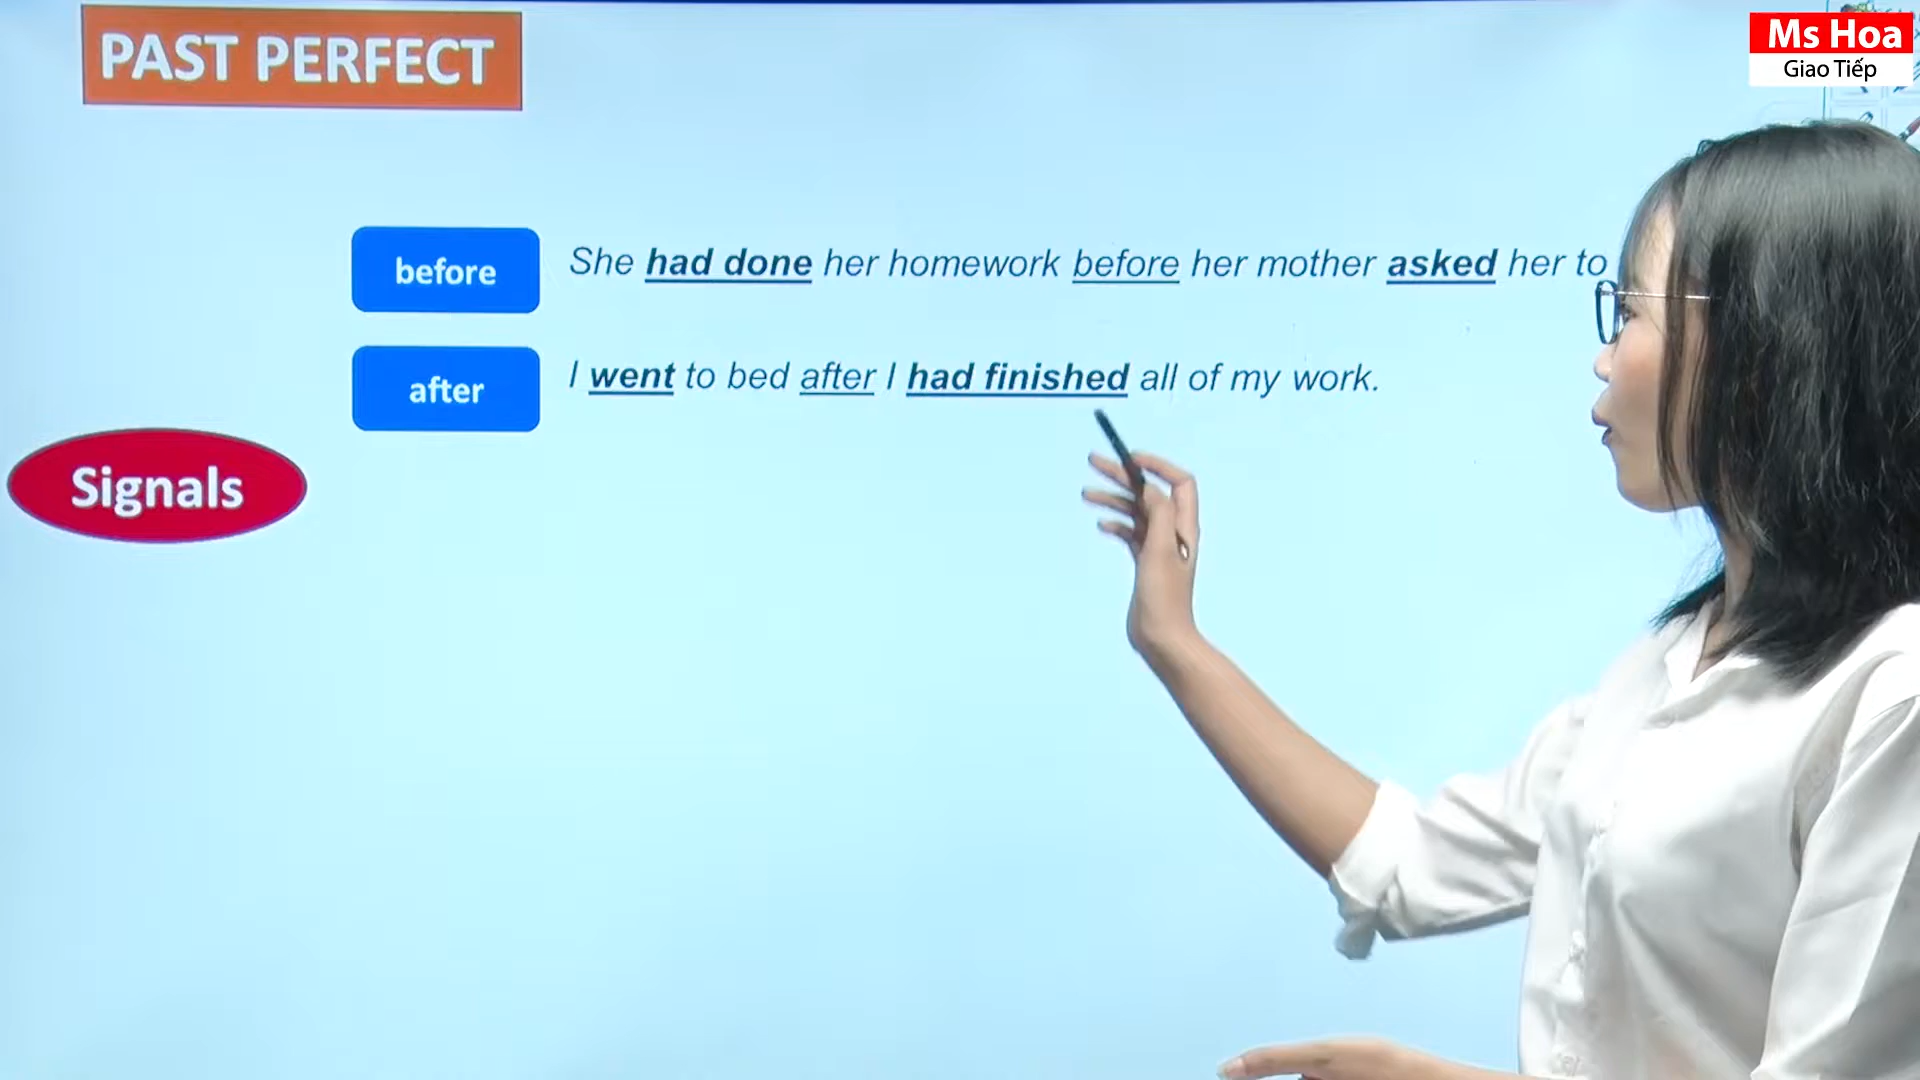 PAST PERFECT
Ms Hoa
Giao Tiếp
before
She had done her homework before her mother asked her to
after
I went to bed after I had finished all of my work.
Signals